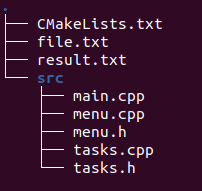 .
├── CMakeLists.txt
├── file.txt
├── result.txt
└── src
    ├── main.cpp
    ├── menu.cpp
    ├── menu.h
    ├── tasks.cpp
    └── tasks.h